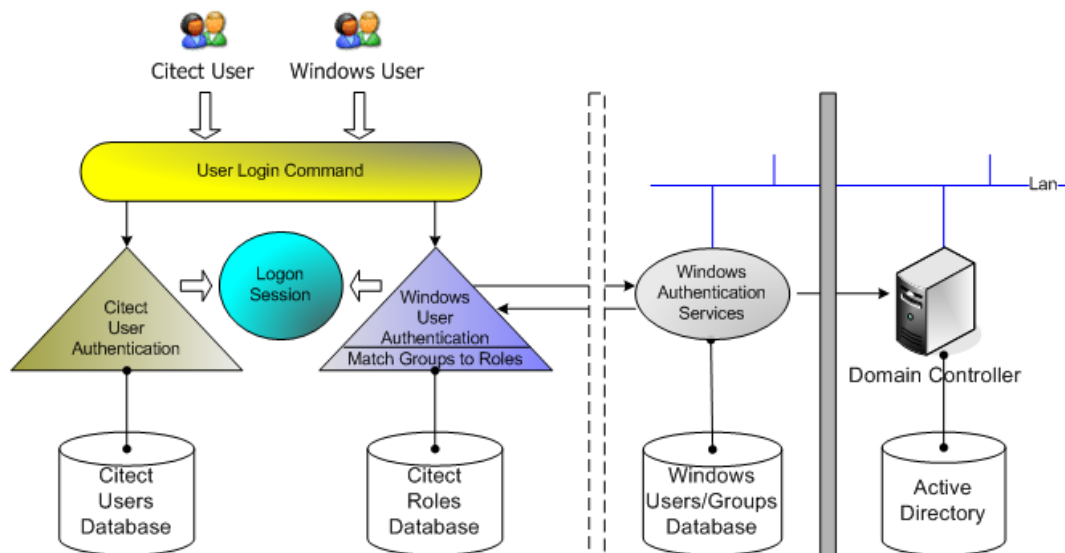 Citect User
Windows User
User Login Command
Lan
Logon
Session
Citect
User
Authentication
Windows
User
Authentication
Match Groups to Roles
Windows
Authentication
Services
Domain Controller
Citect
Users
Database
Citect
Roles
Database
Windows
Users/Groups
Database
Active
Directory